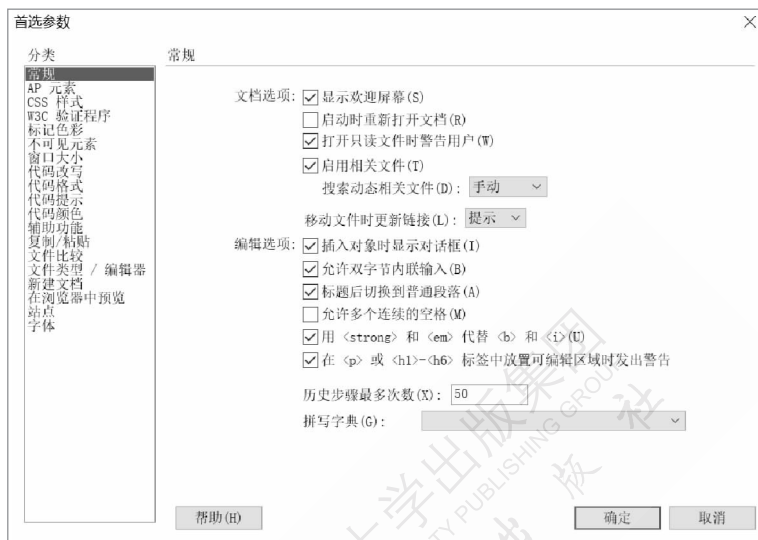 首选参数
分类
常规
AP 元素
CSS 样式
W3C 验证程序
标记色彩
不可见元素
窗口大小
代码改写
代码格式
代码提示
代码颜色
辅助功能
复制/粘贴
文件比较
文件类型 / 编辑器
新建文档
在浏览器中预览
站点
字体
常规
文档选项: 显示欢迎屏幕(S)
启动时重新打开文档(R)
打开只读文件时警告用户(W)
启用相关文件(T)
搜索动态相关文件(D): 手动
移动文件时更新链接(L): 提示
编辑选项: 插入对象时显示对话框(I)
允许双字节内联输入(B)
标题后切换到普通段落(A)
允许多个连续的空格(M)
用 <strong> 和 <em> 代替 <b> 和 <i>(U)
在 <p> 或 <h1>-<h6> 标签中放置可编辑区域时发出警告
历史步骤最多次数(X): 50
拼写字典(G):
帮助(H)
确定
取消
大学出版集团
TY PUBLISHING GROUP
出版社